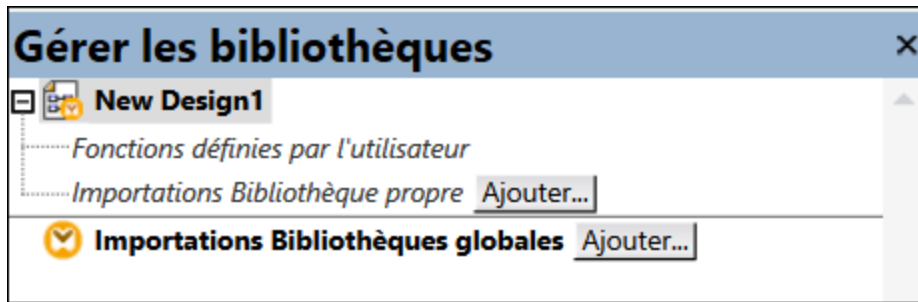 Gérer les bibliothèques
New Design1
Fonctions définies par l'utilisateur
Importations Bibliothèque propre Ajouter...
Importations Bibliothèques globales Ajouter...